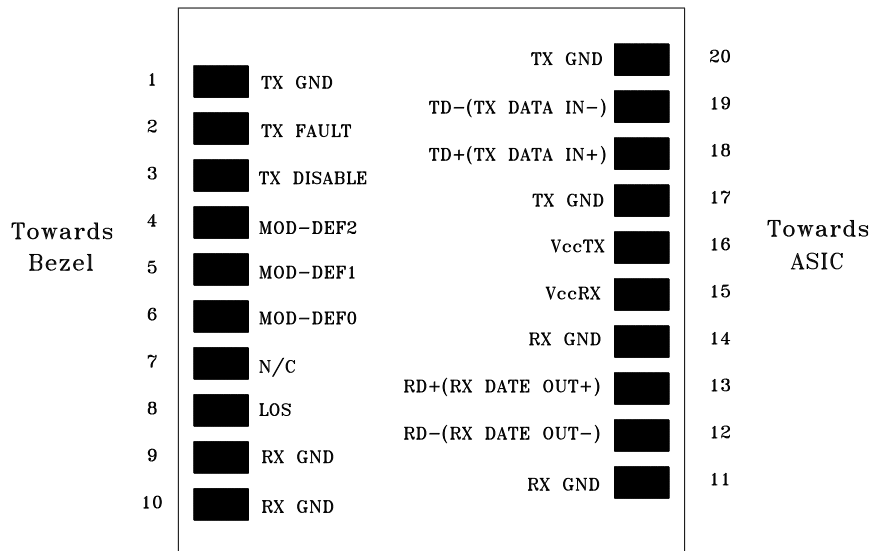 Towards
Bezel
1 TX GND
2 TX FAULT
3 TX DISABLE
4 MOD-DEF2
5 MOD-DEF1
6 MOD-DEF0
7 N/C
8 LOS
9 RX GND
10 RX GND
TX GND 20
TD-(TX DATA IN-) 19
TD+(TX DATA IN+) 18
TX GND 17
VccTX 16
VccRX 15
RX GND 14
RD+(RX DATE OUT+) 13
RD-(RX DATE OUT-) 12
RX GND 11
Towards
ASIC